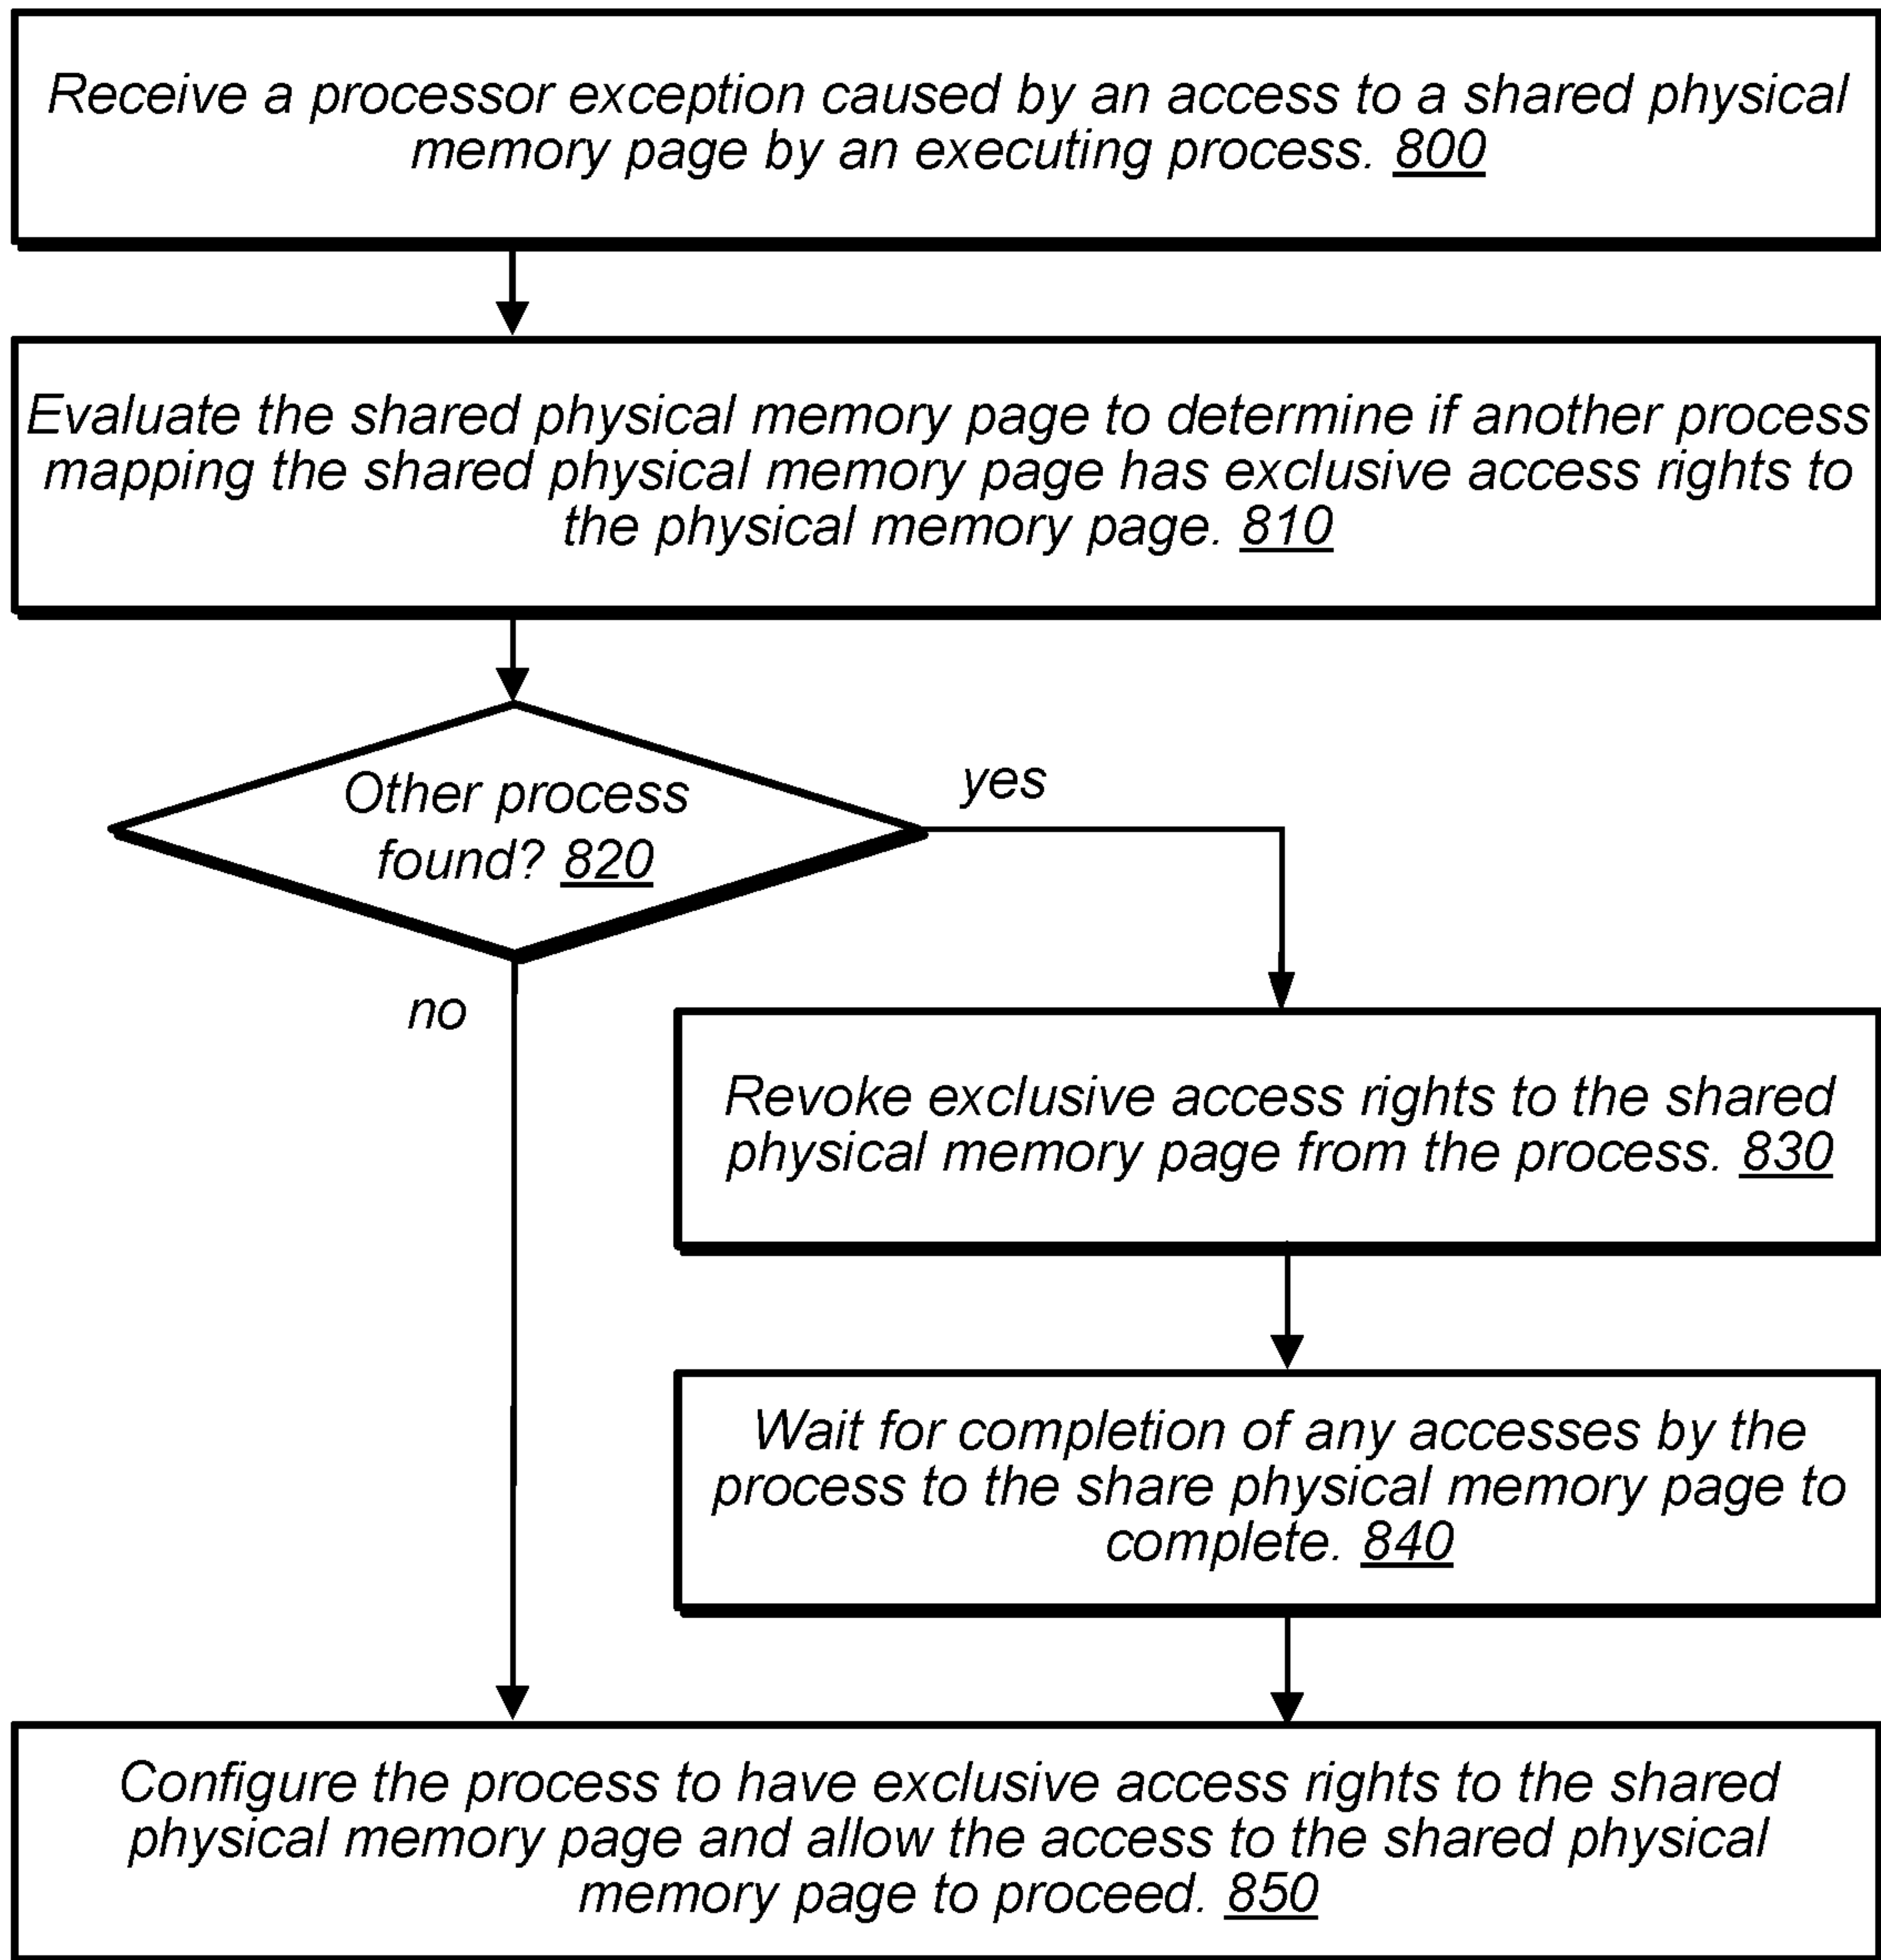 Receive a processor exception caused by an access to a shared physical
memory page by an executing process. 800
Evaluate the shared physical memory page to determine if another process
mapping the shared physical memory page has exclusive access rights to
the physical memory page. 810
Other process
found? 820
yes
no
Revoke exclusive access rights to the shared
physical memory page from the process. 830
Wait for completion of any accesses by the
process to the share physical memory page to
complete. 840
Configure the process to have exclusive access rights to the shared
physical memory page and allow the access to the shared physical
memory page to proceed. 850